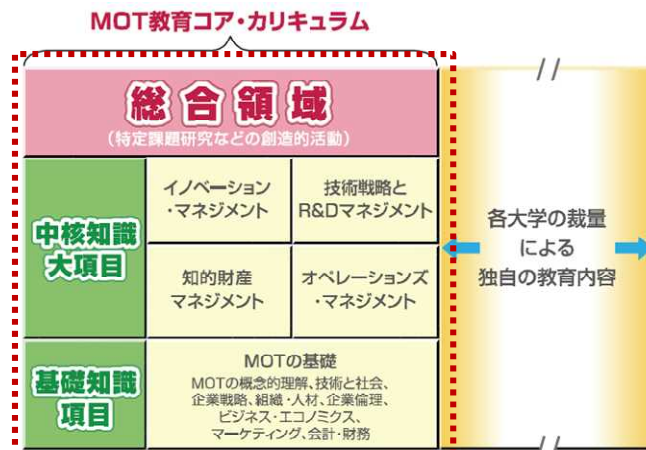 MOT教育コア・カリキュラム
総合領域
(特定課題研究などの創造的活動)
中核知識
大項目
イノベーション
・マネジメント
技術戦略と
R&Dマネジメント
知的財産
マネジメント
オペレーションズ
・マネジメント
各大学の裁量
による
独自の教育内容
基礎知識
項目
MOTの基礎
MOTの概念的理解、技術と社会、
企業戦略、組織・人材、企業倫理、
ビジネス・エコノミクス、
マーケティング、会計・財務